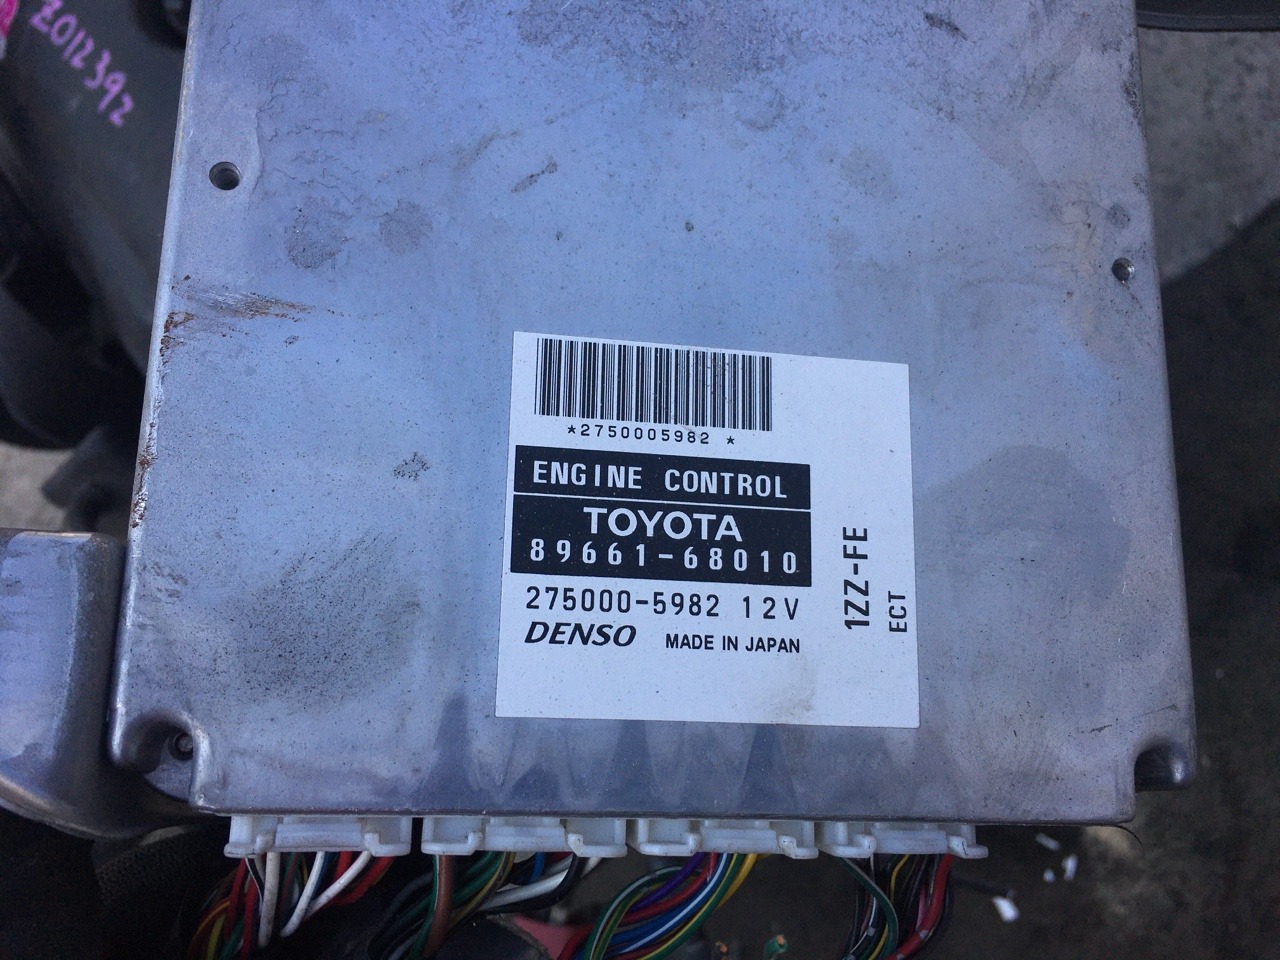 Z012392
*2750005982 *
ENGINE CONTROL
TOYOTA
89661-68010
275000-5982 12V
DENSO MADE IN JAPAN
1ZZ-FE
ECT